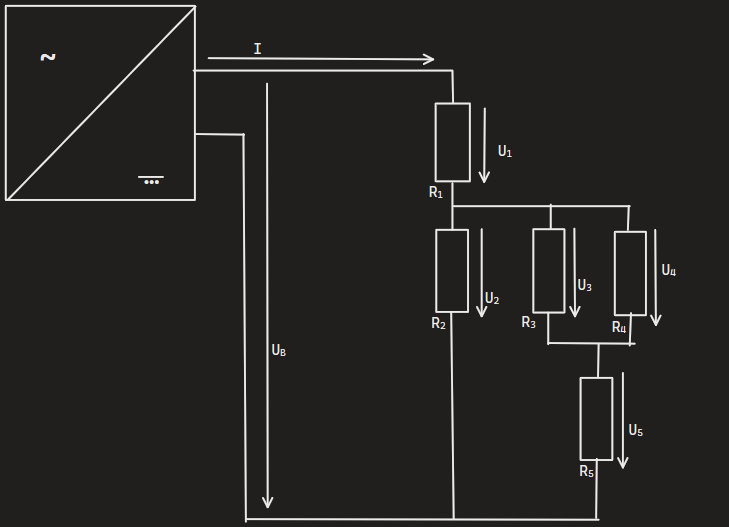 I
~
U₁
R₁
U₂
U₃
U₄
R₂
R₃
R₄
U_B
U₅
R₅